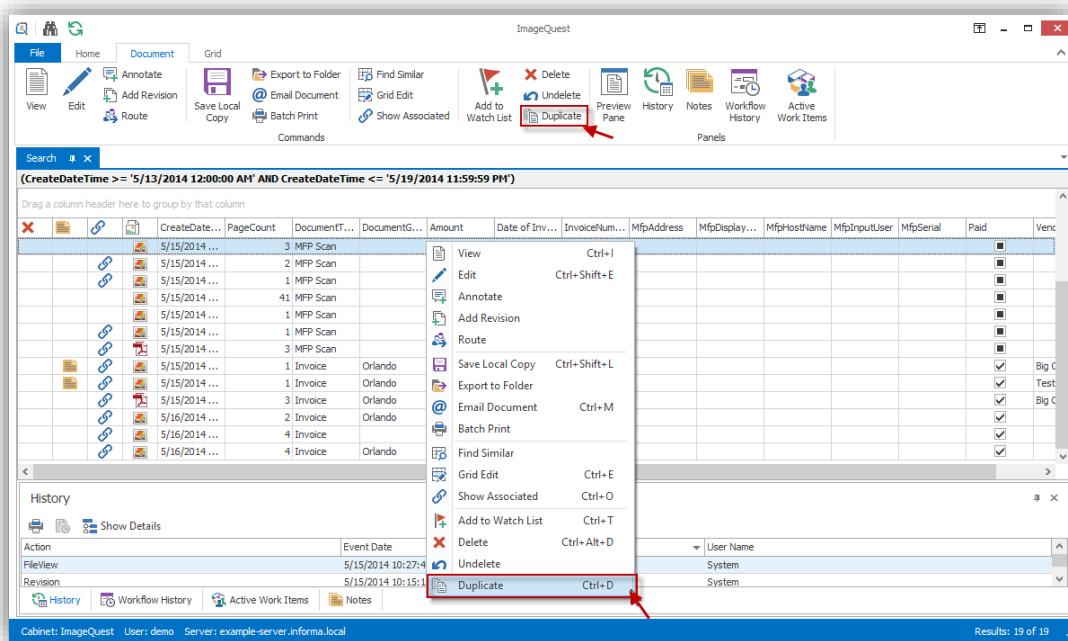 ImageQuest
File Home Document Grid
View
Edit
Annotate
Add Revision
Route
Save Local Copy
Export to Folder
Email Document
Batch Print
Find Similar
Grid Edit
Show Associated
Add to Watch List
Delete
Undelete
Duplicate
Preview Pane
History
Notes
Workflow History
Active Work Items
Commands
Panels
Search
(CreateDateTime >= '5/13/2014 12:00:00 AM' AND CreateDateTime <= '5/19/2014 11:59:59 PM')
Drag a column header here to group by that column
CreateDate... PageCount DocumentT... DocumentG... Amount Date of Inv... InvoiceNum... MfpAddress MfpDisplay... MfpHostName MfpInputUser MfpSerial Paid Vend
5/15/2014 ... 3 MFP Scan
5/15/2014 ... 2 MFP Scan
5/15/2014 ... 1 MFP Scan
5/15/2014 ... 41 MFP Scan
5/15/2014 ... 1 MFP Scan
5/15/2014 ... 1 MFP Scan
5/15/2014 ... 3 MFP Scan
5/15/2014 ... 1 Invoice Orlando Big C
5/15/2014 ... 1 Invoice Orlando Test
5/15/2014 ... 3 Invoice Orlando Big C
5/16/2014 ... 2 Invoice Orlando
5/16/2014 ... 4 Invoice
5/16/2014 ... 4 Invoice Orlando
View Ctrl+I
Edit Ctrl+Shift+E
Annotate
Add Revision
Route
Save Local Copy Ctrl+Shift+L
Export to Folder
Email Document Ctrl+M
Batch Print
Find Similar
Grid Edit Ctrl+E
Show Associated Ctrl+O
Add to Watch List Ctrl+T
Delete Ctrl+Alt+D
Undelete
Duplicate Ctrl+D
History
Show Details
Action Event Date User Name
FileView 5/15/2014 10:27:4 System
Revision 5/15/2014 10:15:1 System
History Workflow History Active Work Items Notes
Cabinet: ImageQuest User: demo Server: example-server.informa.local Results: 19 of 19